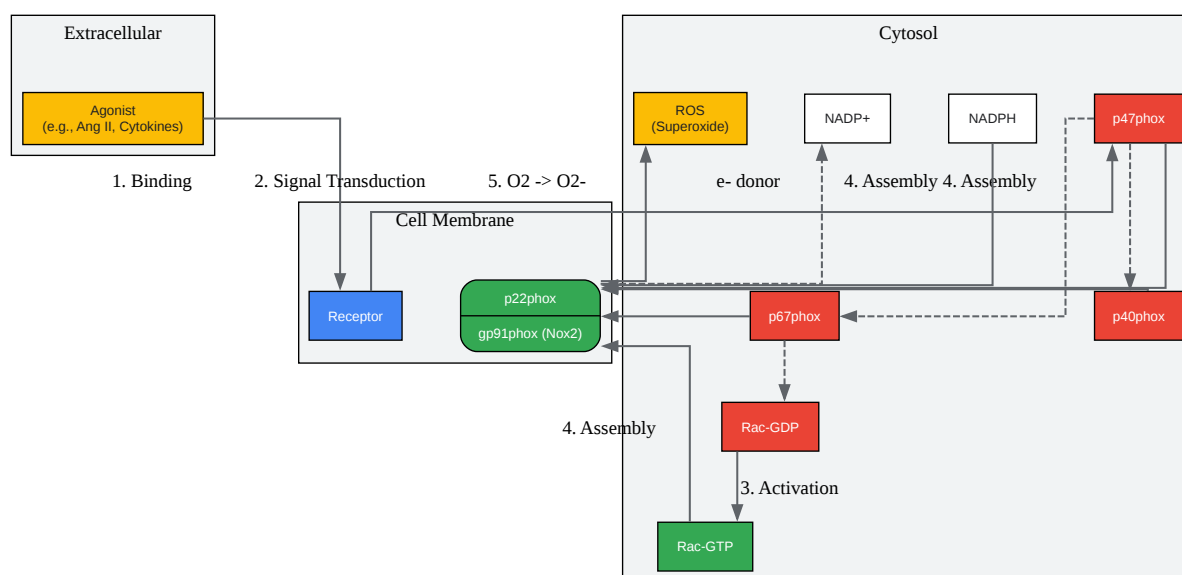 Extracellular
Cytosol
Agonist
(e.g., Ang II, Cytokines)
ROS
(Superoxide)
NADP+
NADPH
p47phox
1. Binding
2. Signal Transduction
5. O2 -> O2-
e- donor
4. Assembly
4. Assembly
Cell Membrane
Receptor
p22phox
gp91phox (Nox2)
p67phox
p40phox
4. Assembly
Rac-GDP
3. Activation
Rac-GTP